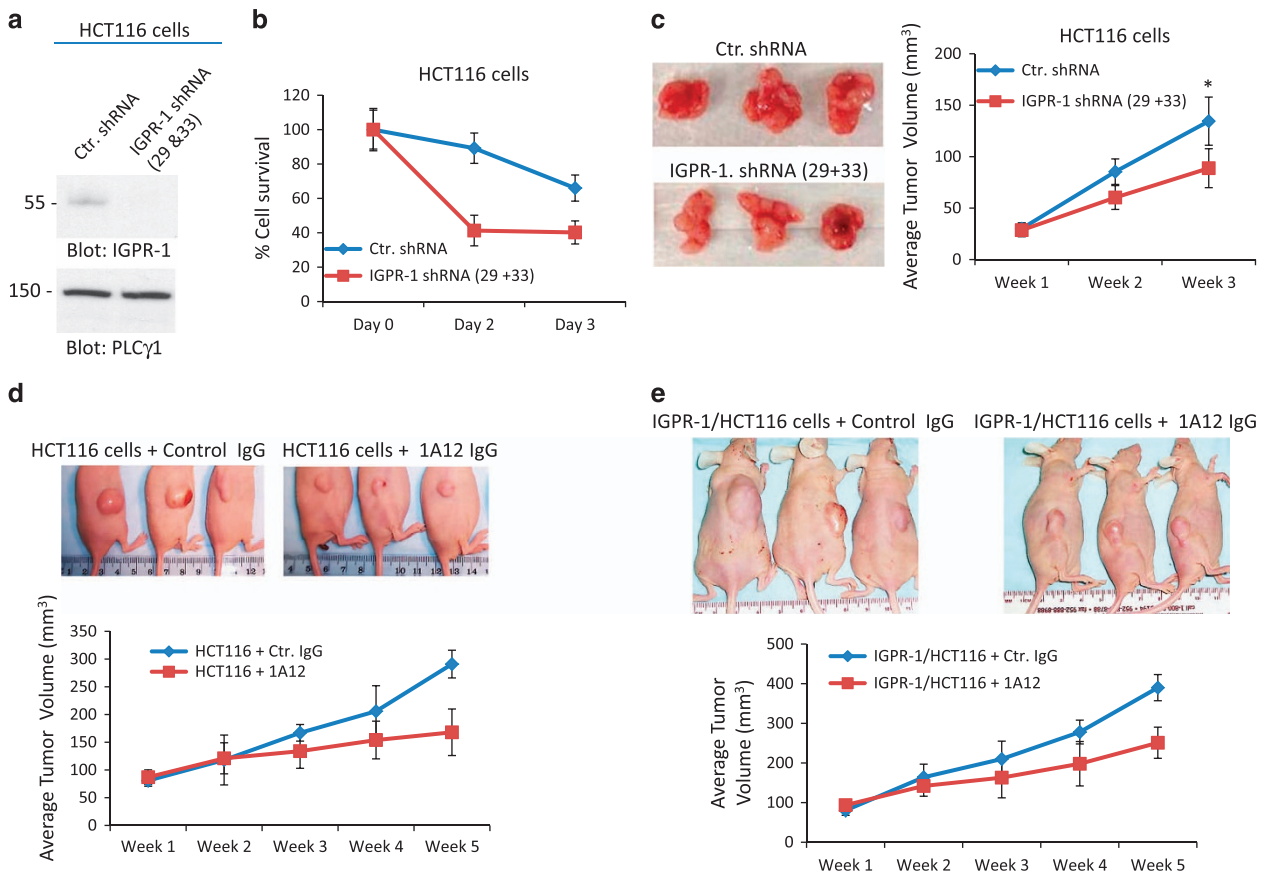 a
HCT116 cells
Ctr. shRNA
IGPR-1 shRNA
(29 &33)
55 -
Blot: IGPR-1
150 -
Blot: PLCγ1
b
HCT116 cells
% Cell survival
120
100
80
60
40
20
0
Ctr. shRNA
IGPR-1 shRNA (29 +33)
Day 0 Day 2 Day 3
c
Ctr. shRNA
IGPR-1. shRNA (29+33)
HCT116 cells
Average Tumor Volume (mm3)
200
150
100
50
0
Ctr. shRNA
IGPR-1 shRNA (29 +33)
*
Week 1 Week 2 Week 3
d
HCT116 cells + Control IgG
HCT116 cells + 1A12 IgG
Average Tumor Volume (mm3)
350
300
250
200
150
100
50
0
HCT116 + Ctr. IgG
HCT116 + 1A12
Week 1 Week 2 Week 3 Week 4 Week 5
e
IGPR-1/HCT116 cells + Control IgG
IGPR-1/HCT116 cells + 1A12 IgG
Average Tumor
Volume (mm3)
500
400
300
200
100
0
IGPR-1/HCT116 + Ctr. IgG
IGPR-1/HCT116 + 1A12
Week 1 Week 2 Week 3 Week 4 Week 5